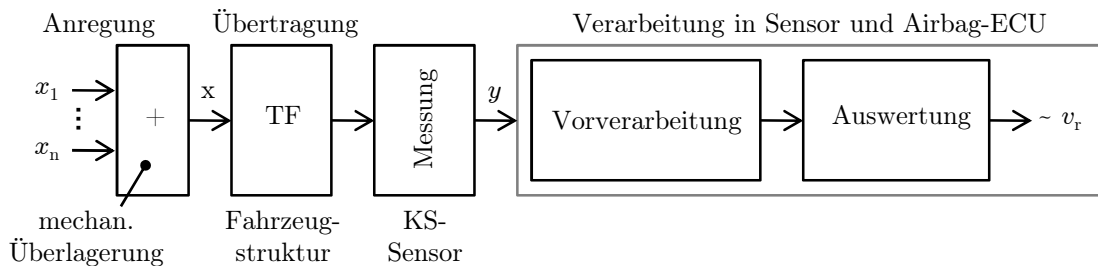 Anregung
Übertragung
Verarbeitung in Sensor und Airbag-ECU
x₁
⋮
xₙ
+
x
TF
Messung
y
Vorverarbeitung
Auswertung
~ vᵣ
mechan.
Überlagerung
Fahrzeug-
struktur
KS-
Sensor